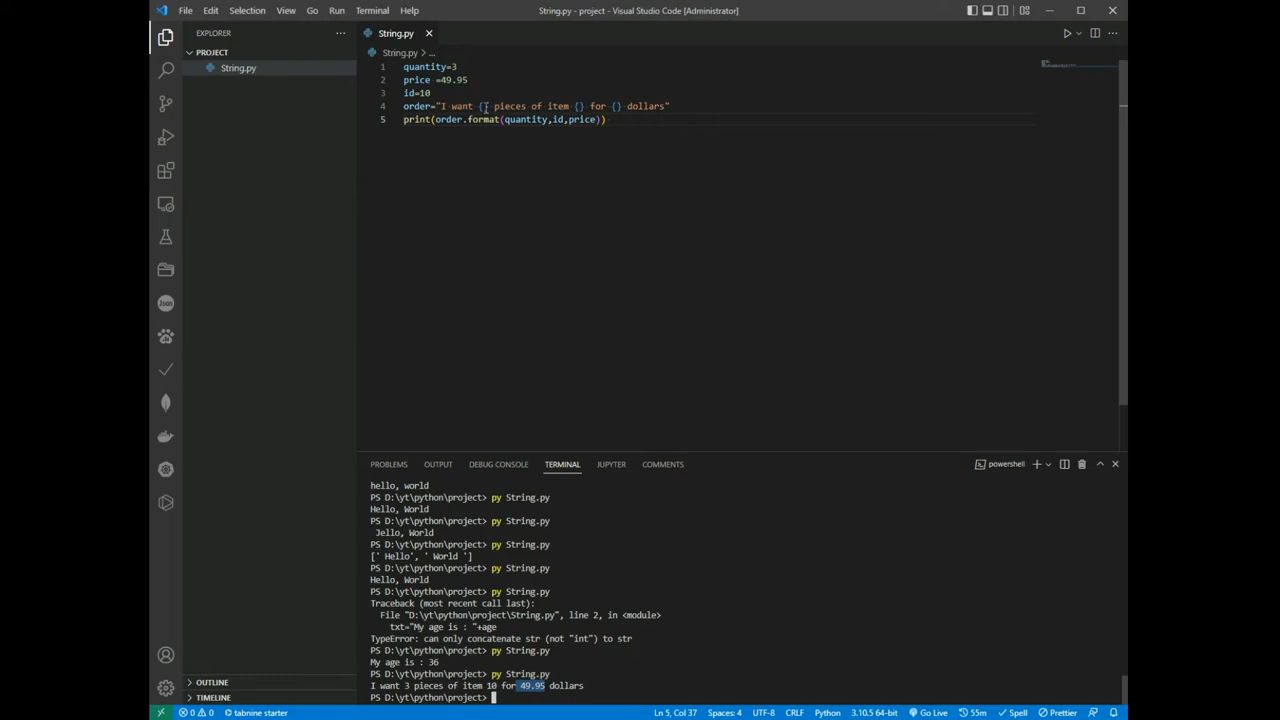 File Edit Selection View Go Run Terminal Help
String.py - project - Visual Studio Code [Administrator]
EXPLORER
PROJECT
String.py
String.py
String.py > ...
1 quantity=3
2 price =49.95
3 id=10
4 order="I want {} pieces of item {} for {} dollars"
5 print(order.format(quantity,id,price))
PROBLEMS OUTPUT DEBUG CONSOLE TERMINAL JUPYTER COMMENTS
powershell
hello, world
PS D:\yt\python\project> py String.py
Hello, World
PS D:\yt\python\project> py String.py
Jello, World
PS D:\yt\python\project> py String.py
[' Hello', ' World ']
PS D:\yt\python\project> py String.py
Hello, World
PS D:\yt\python\project> py String.py
Traceback (most recent call last):
File "D:\yt\python\project\String.py", line 2, in <module>
txt="My age is : "+age
TypeError: can only concatenate str (not "int") to str
PS D:\yt\python\project> py String.py
My age is : 36
PS D:\yt\python\project> py String.py
I want 3 pieces of item 10 for 49.95 dollars
PS D:\yt\python\project>
OUTLINE
TIMELINE
0 0 tabnine starter
Ln 5, Col 37 Spaces: 4 UTF-8 CRLF Python 3.10.5 64-bit Go Live 55m Spell Prettier